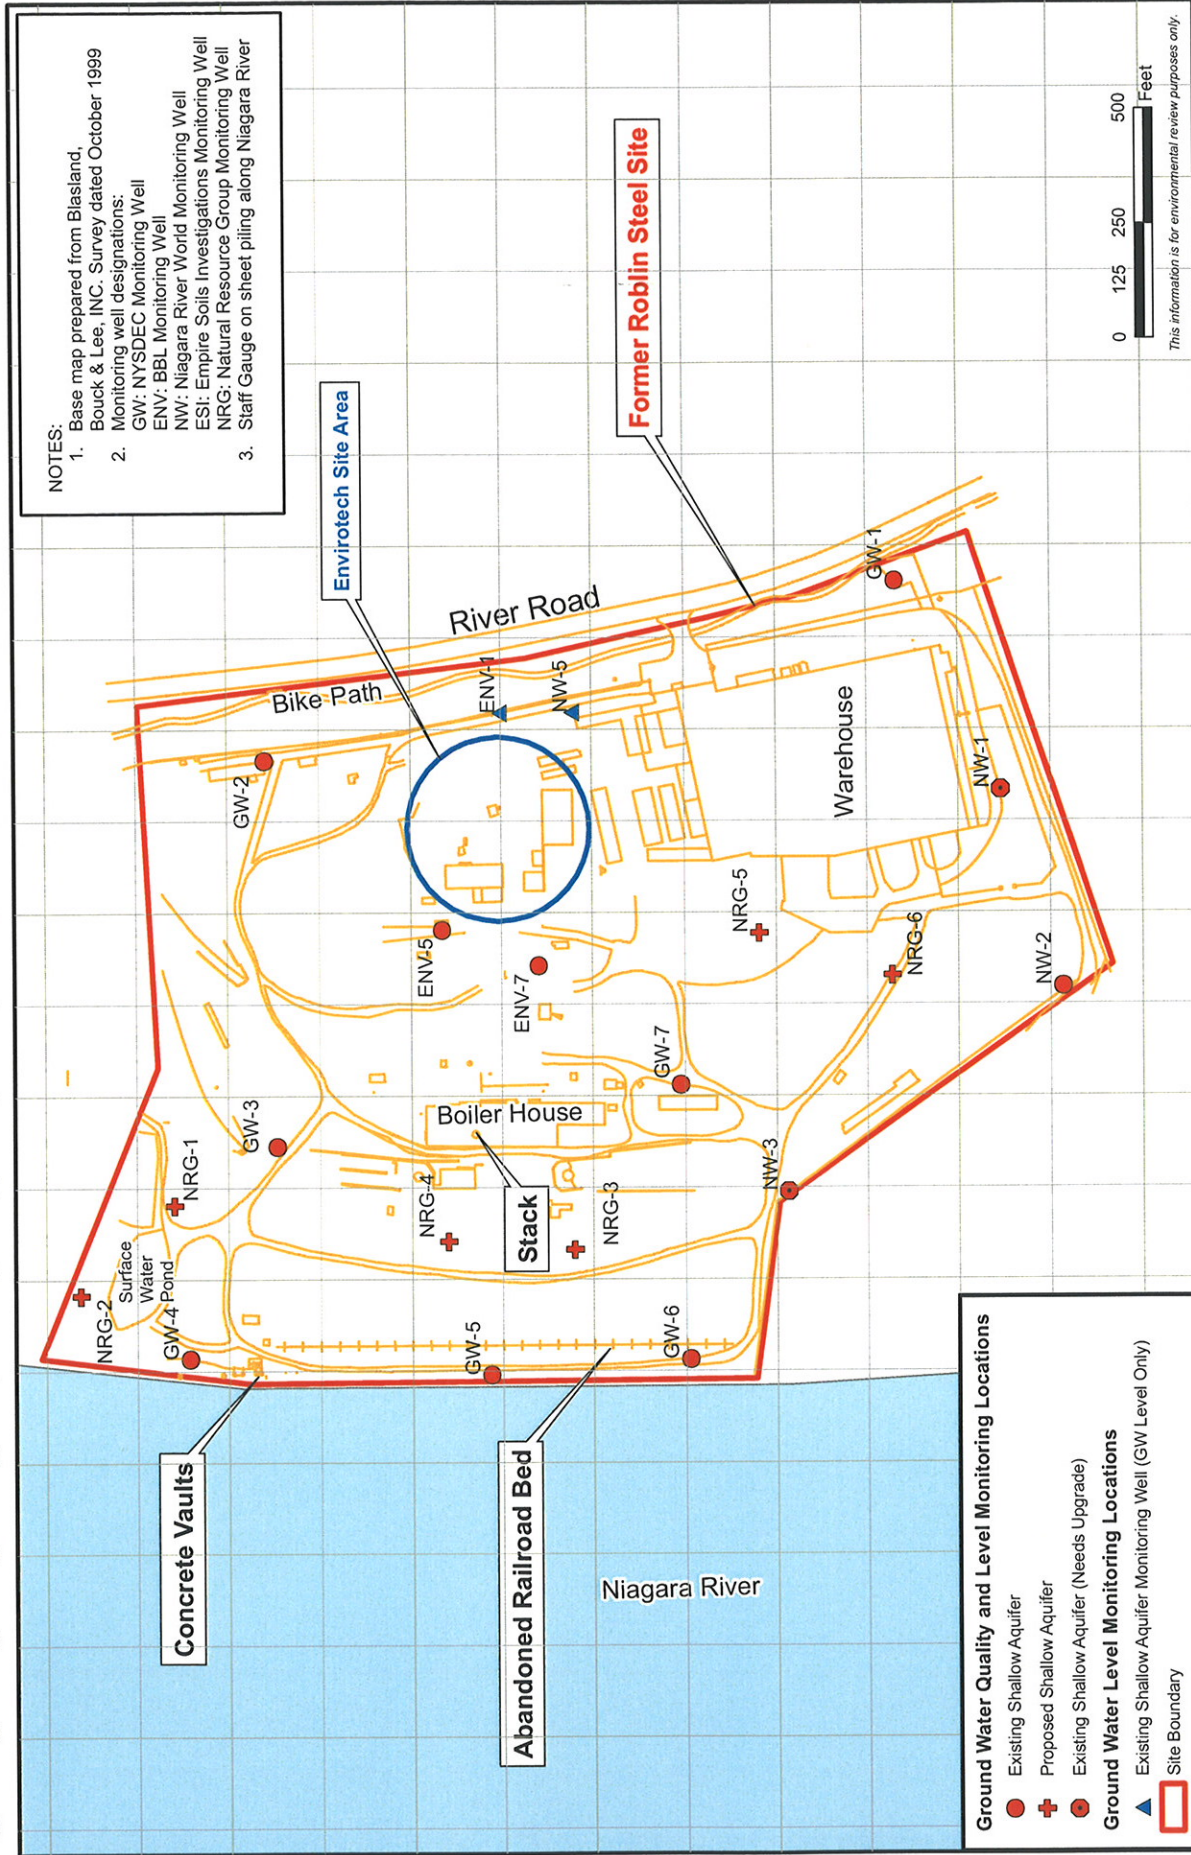 NOTES:
1. Base map prepared from Blasland,
Bouck & Lee, INC. Survey dated October 1999
2. Monitoring well designations:
GW: NYSDEC Monitoring Well
ENV: BBL Monitoring Well
NW: Niagara River World Monitoring Well
ESI: Empire Soils Investigations Monitoring Well
NRG: Natural Resource Group Monitoring Well
3. Staff Gauge on sheet piling along Niagara River
Envirotech Site Area
Former Roblin Steel Site
River Road
Bike Path
ENV-1
NW-5
GW-1
GW-2
Warehouse
NW-1
ENV-5
ENV-7
NRG-5
NRG-6
NW-2
GW-7
GW-3
Boiler House
NW-3
NRG-1
NRG-4
Stack
NRG-3
Surface
Water
Pond
NRG-2
GW-4
GW-5
GW-6
Concrete Vaults
Abandoned Railroad Bed
Niagara River
0 125 250 500
Feet
This information is for environmental review purposes only.
Ground Water Quality and Level Monitoring Locations
Existing Shallow Aquifer
Proposed Shallow Aquifer
Existing Shallow Aquifer (Needs Upgrade)
Ground Water Level Monitoring Locations
Existing Shallow Aquifer Monitoring Well (GW Level Only)
Site Boundary